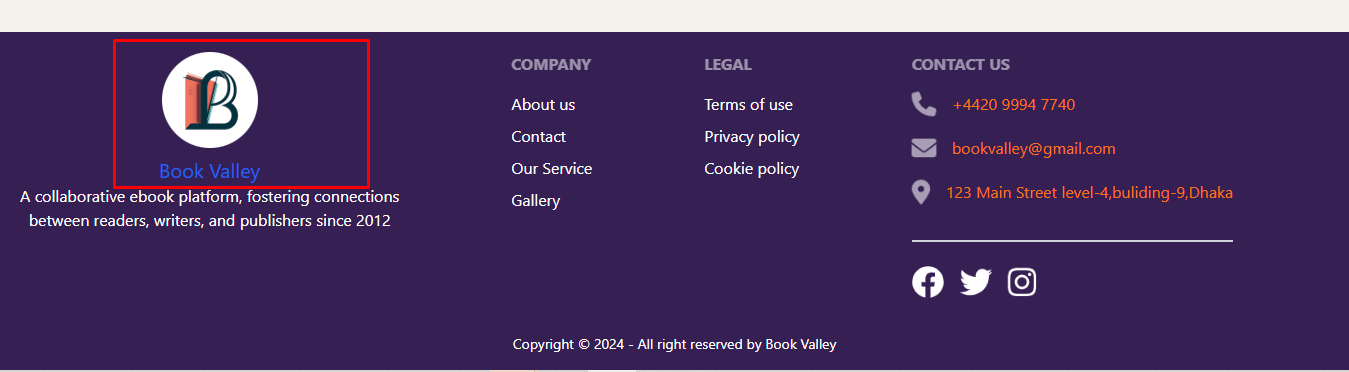 B
Book Valley
A collaborative ebook platform, fostering connections
between readers, writers, and publishers since 2012
COMPANY
About us
Contact
Our Service
Gallery
LEGAL
Terms of use
Privacy policy
Cookie policy
CONTACT US
+4420 9994 7740
bookvalley@gmail.com
123 Main Street level-4,buliding-9,Dhaka
Copyright © 2024 - All right reserved by Book Valley